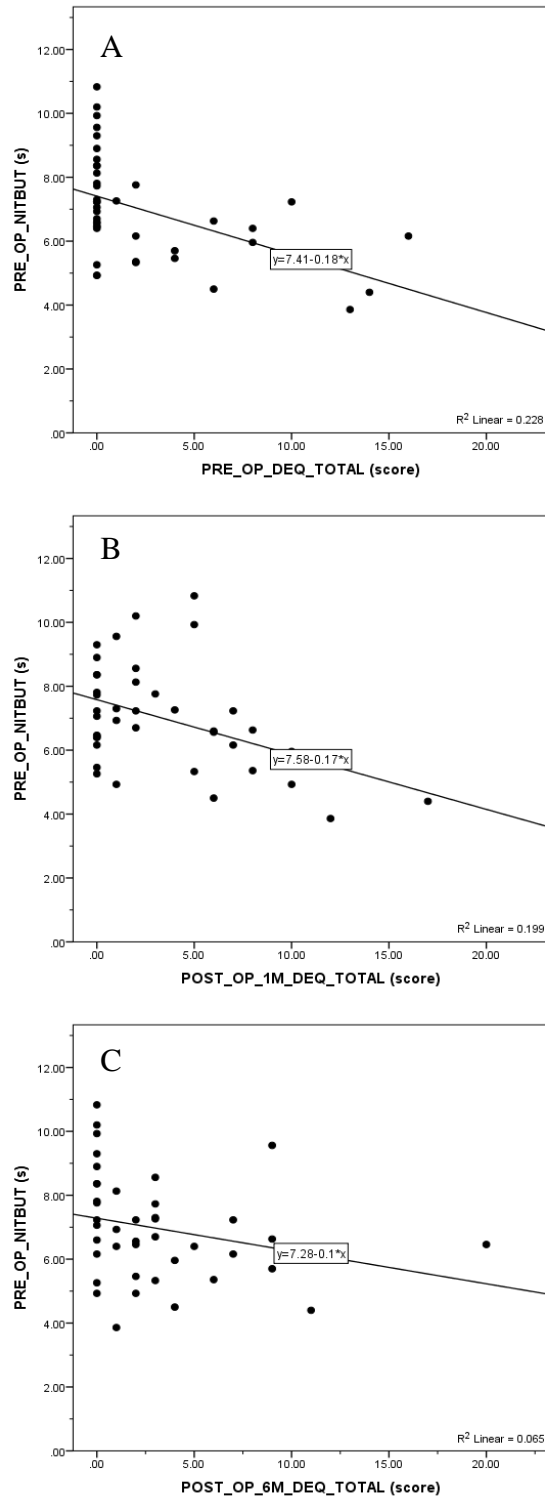 A
12.00
10.00
8.00
6.00
4.00
2.00
.00
PRE_OP_NITBUT (s)
y=7.41-0.18*x
R² Linear = 0.228
.00 5.00 10.00 15.00 20.00
PRE_OP_DEQ_TOTAL (score)
B
12.00
10.00
8.00
6.00
4.00
2.00
.00
PRE_OP_NITBUT (s)
y=7.58-0.17*x
R² Linear = 0.199
.00 5.00 10.00 15.00 20.00
POST_OP_1M_DEQ_TOTAL (score)
C
12.00
10.00
8.00
6.00
4.00
2.00
.00
PRE_OP_NITBUT (s)
y=7.28-0.1*x
R² Linear = 0.065
.00 5.00 10.00 15.00 20.00
POST_OP_6M_DEQ_TOTAL (score)